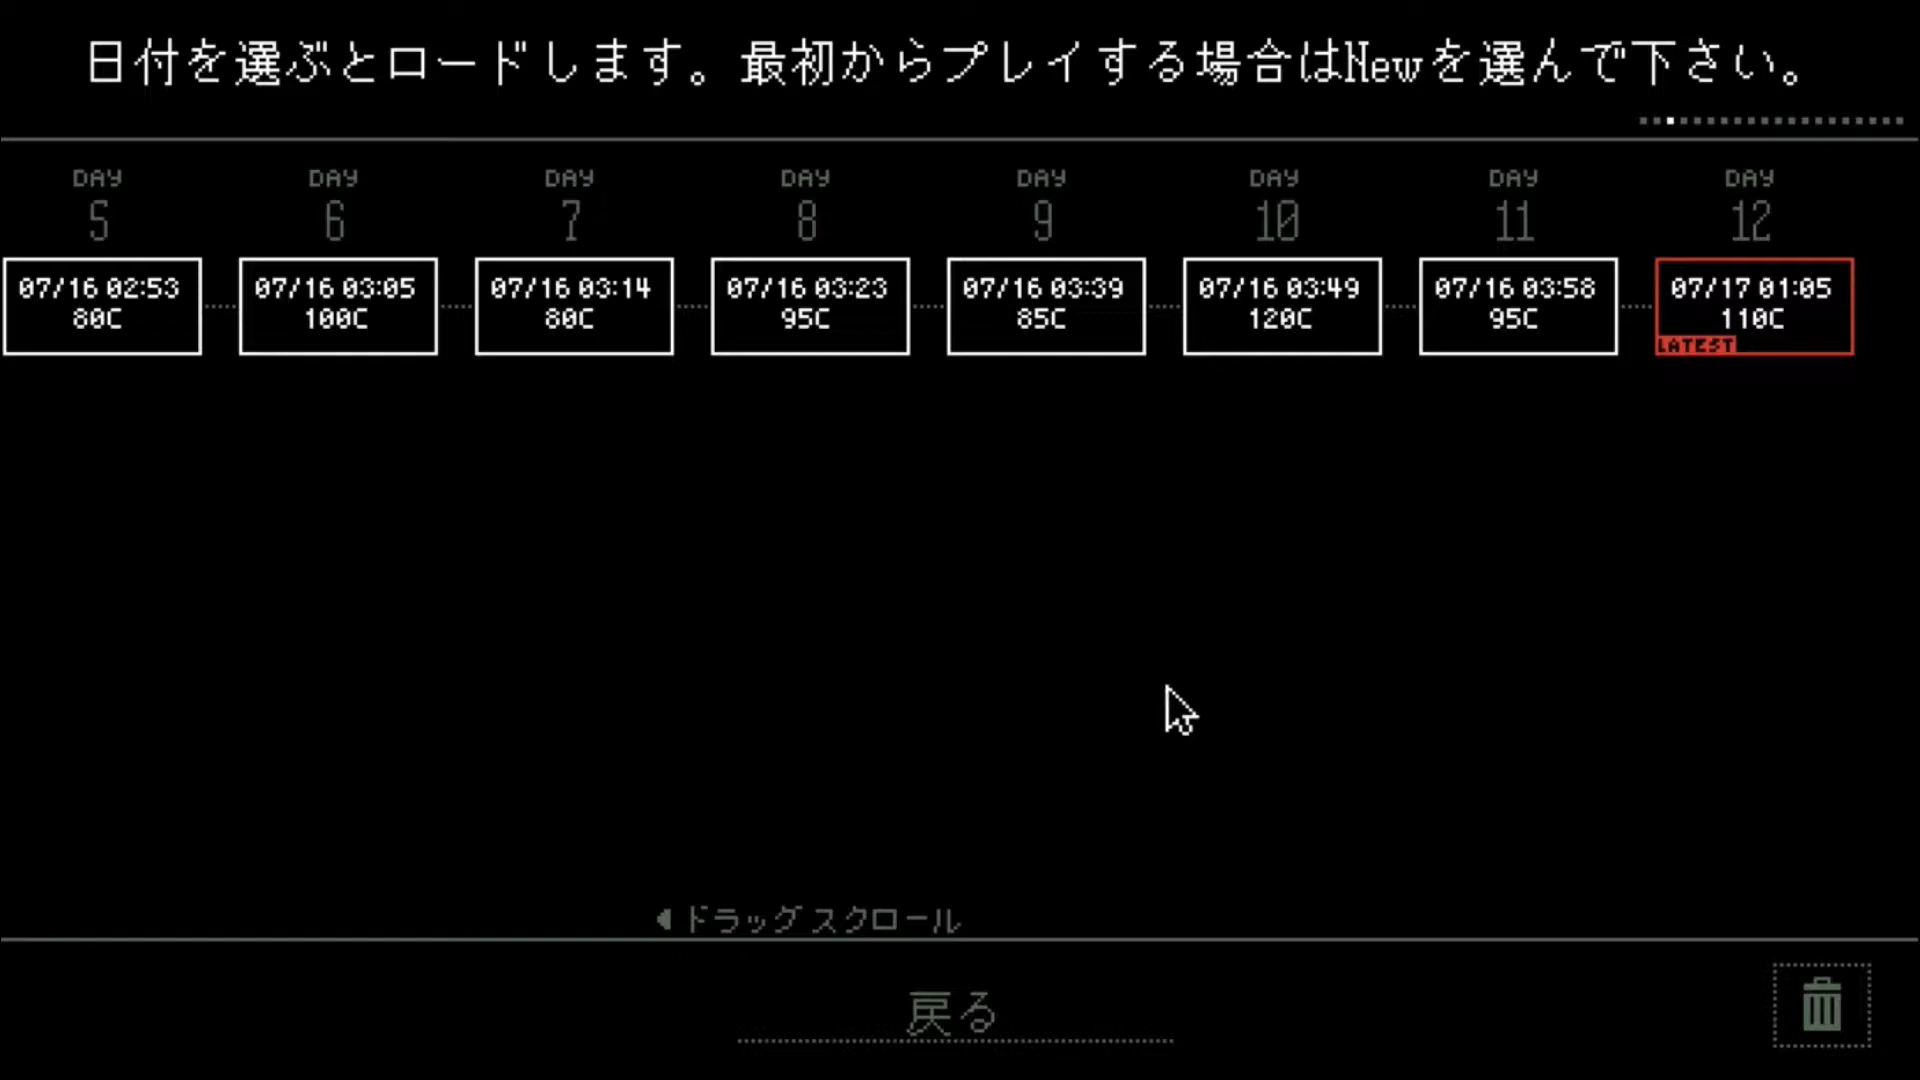 日付を選ぶとロードします。最初からプレイする場合はNewを選んで下さい。
DAY DAY DAY DAY DAY DAY DAY DAY
5 6 7 8 9 10 11 12
07/16 02:53 07/16 03:05 07/16 03:14 07/16 03:23 07/16 03:39 07/16 03:49 07/16 03:58 07/17 01:05
80C 100C 80C 95C 85C 120C 95C 110C
LATEST
ドラッグスクロール
戻る